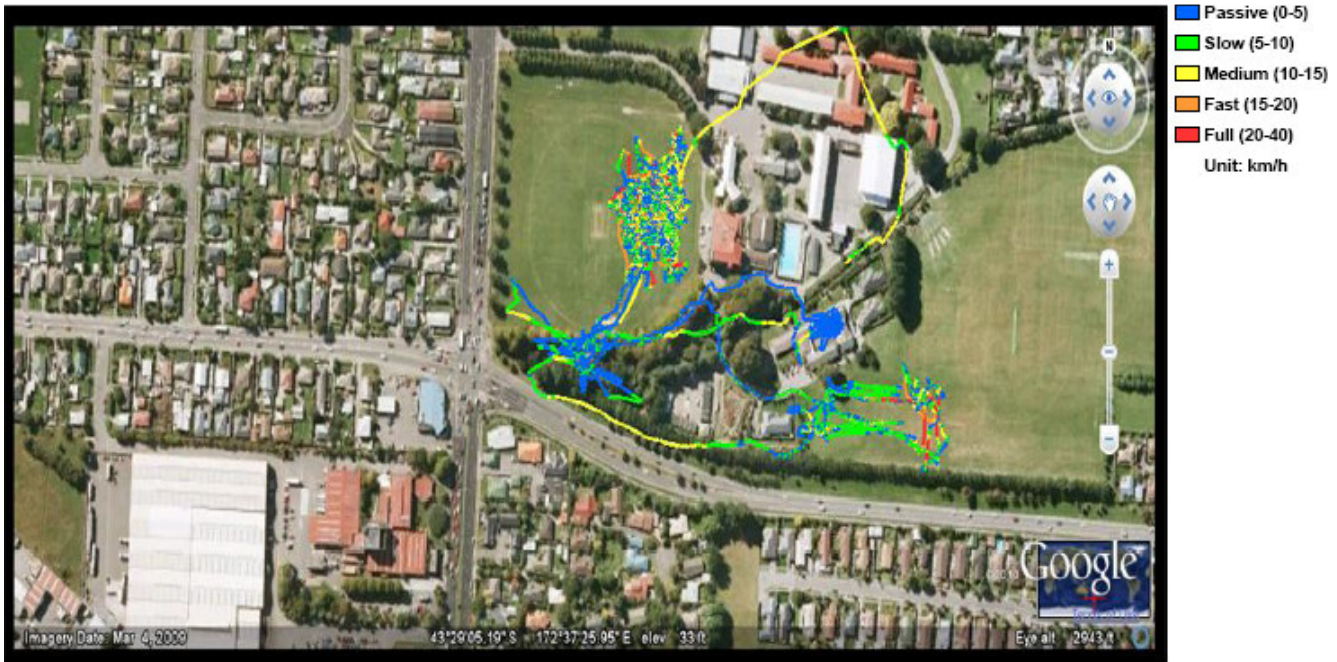 Passive (0-5)
Slow (5-10)
Medium (10-15)
Fast (15-20)
Full (20-40)
Unit: km/h
N
Google
Imagery Date: Mar 4, 2009
43°29'05.19" S 172°37'25.95" E elev 33 ft
Eye alt 2943 ft